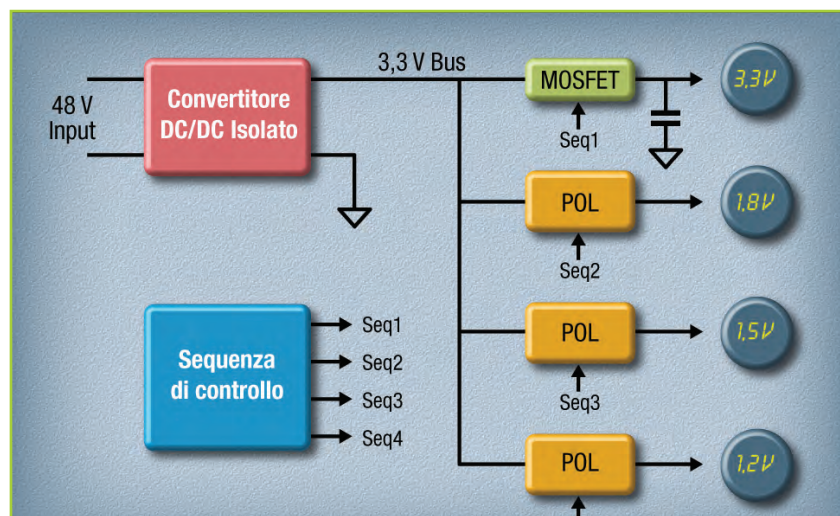 48 V
Input
Convertitore
DC/DC Isolato
3,3 V Bus
MOSFET
3,3V
Seq1
POL
1,8V
Seq2
Sequenza
di controllo
Seq1
Seq2
Seq3
Seq4
POL
1,5V
Seq3
POL
1,2V